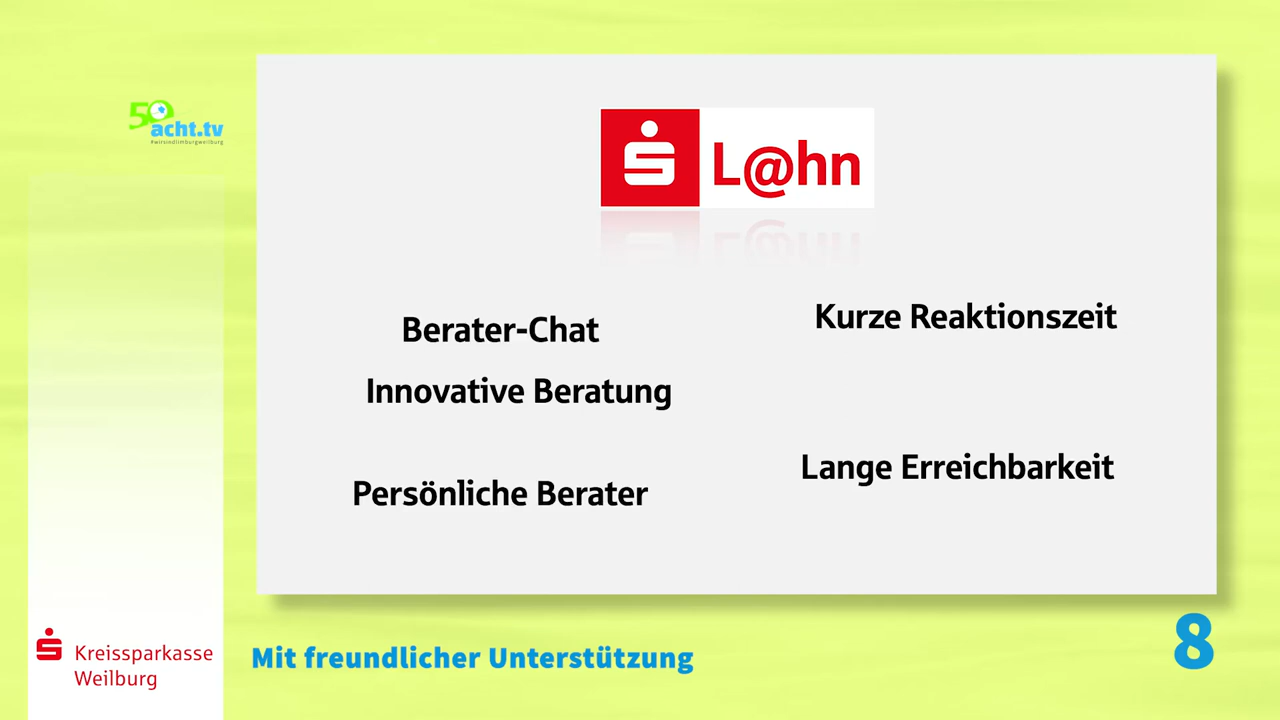 50
acht.tv
#wirsindlimburgweilburg
L@hn
Berater-Chat
Kurze Reaktionszeit
Innovative Beratung
Lange Erreichbarkeit
Persönliche Berater
Kreissparkasse
Weilburg
Mit freundlicher Unterstützung
8